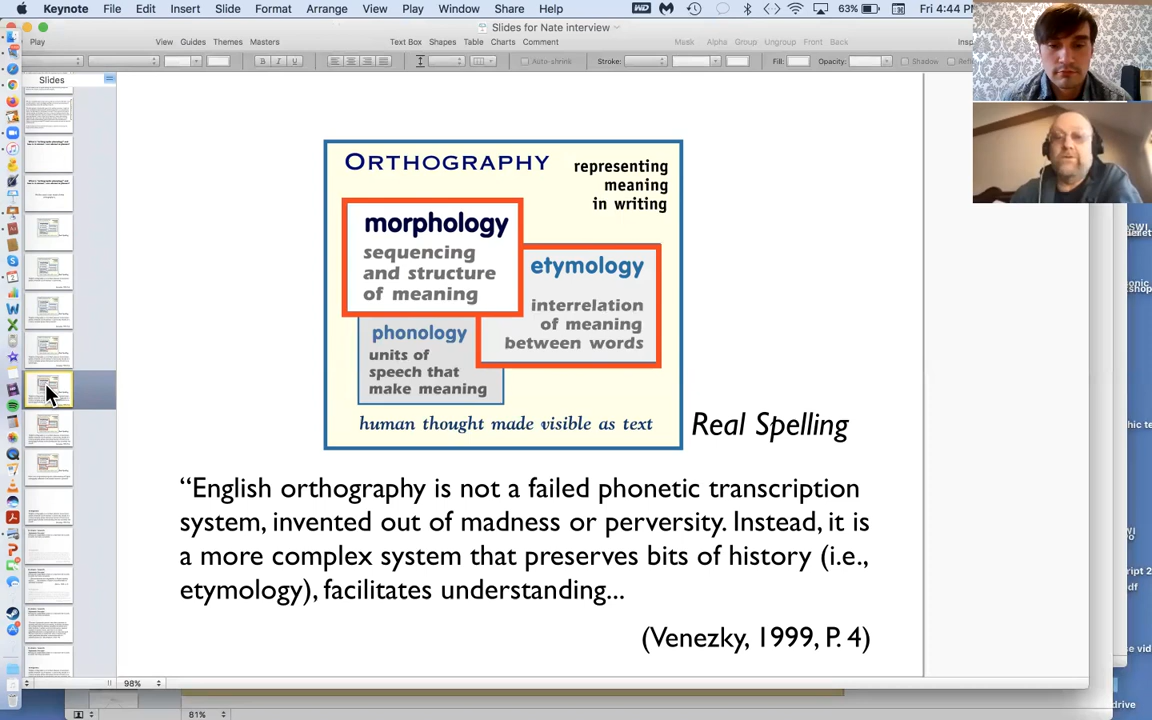 Keynote File Edit Insert Slide Format Arrange View Play Window Share Help
WD 63% Fri 4:44
Slides for Nate interview
Play View Guides Themes Masters Text Box Shapes Table Charts Comment Mask Alpha Group Ungroup Front Back
B I U Auto-shrink Stroke: Fill: Opacity: Shadow
Slides
ORTHOGRAPHY
representing
meaning
in writing
morphology
sequencing
and structure
of meaning
etymology
interrelation
of meaning
between words
phonology
units of
speech that
make meaning
human thought made visible as text
Real Spelling
“English orthography is not a failed phonetic transcription
system, invented out of madness or perversity. Instead, it is
a more complex system that preserves bits of history (i.e.,
etymology), facilitates understanding...
(Venezky, 1999, P. 4)
98%
81%
drive